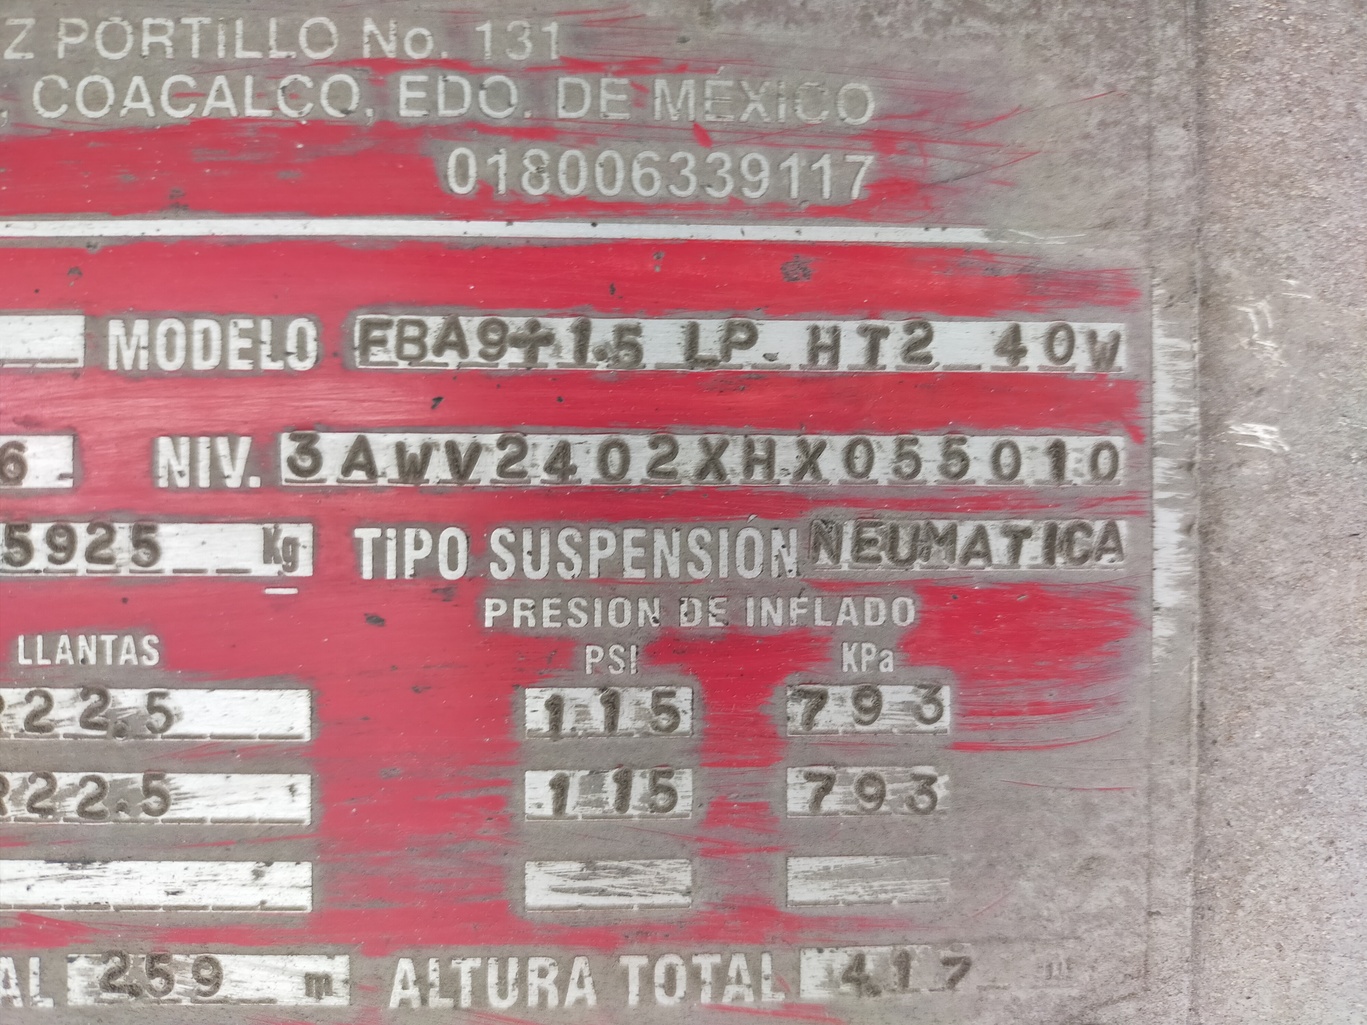 Z PORTILLO No. 131
, COACALCO, EDO. DE MÉXICO
018006339117
MODELO FBA9+1.5 LP. HT2 40W
6 NIV. 3AWV2402XHX055010
5925 Kg TIPO SUSPENSIÓN NEUMATICA
PRESION DE INFLADO
LLANTAS PSI KPa
R22.5 115 793
R22.5 115 793
AL 2.59 m ALTURA TOTAL 4.17